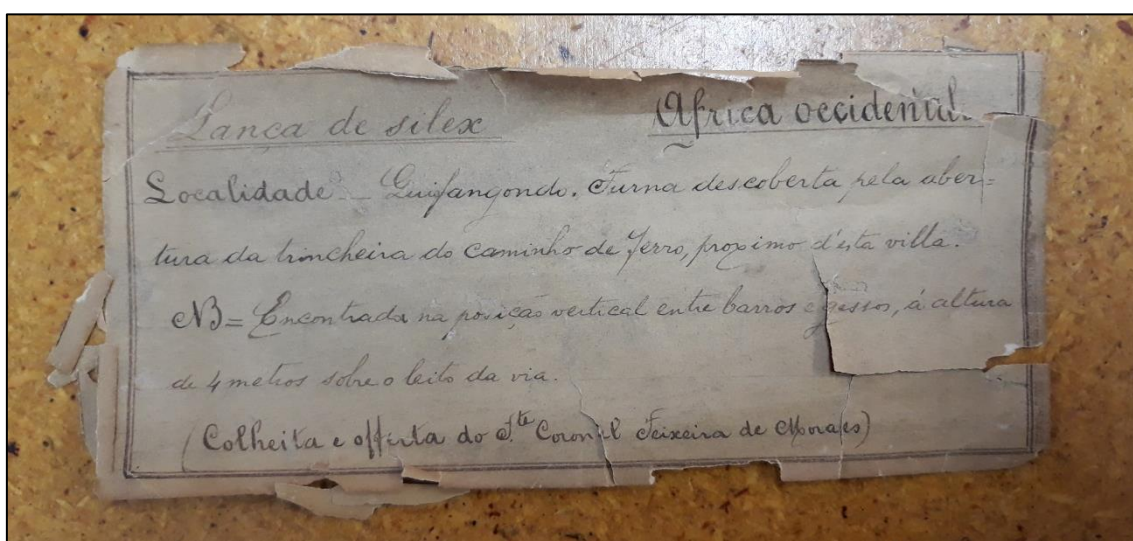 Lança de silex Africa occidental.
Localidade — Quifangondo. Furna descoberta pela aber=
tura da trincheira do caminho de ferro, proximo d'esta villa.
NB = Encontrada na posição vertical entre barros e gessos, á altura
de 4 metros sobre o leito da via.
(Colheita e offerta do T.te Coronel Teixeira de Moraes)